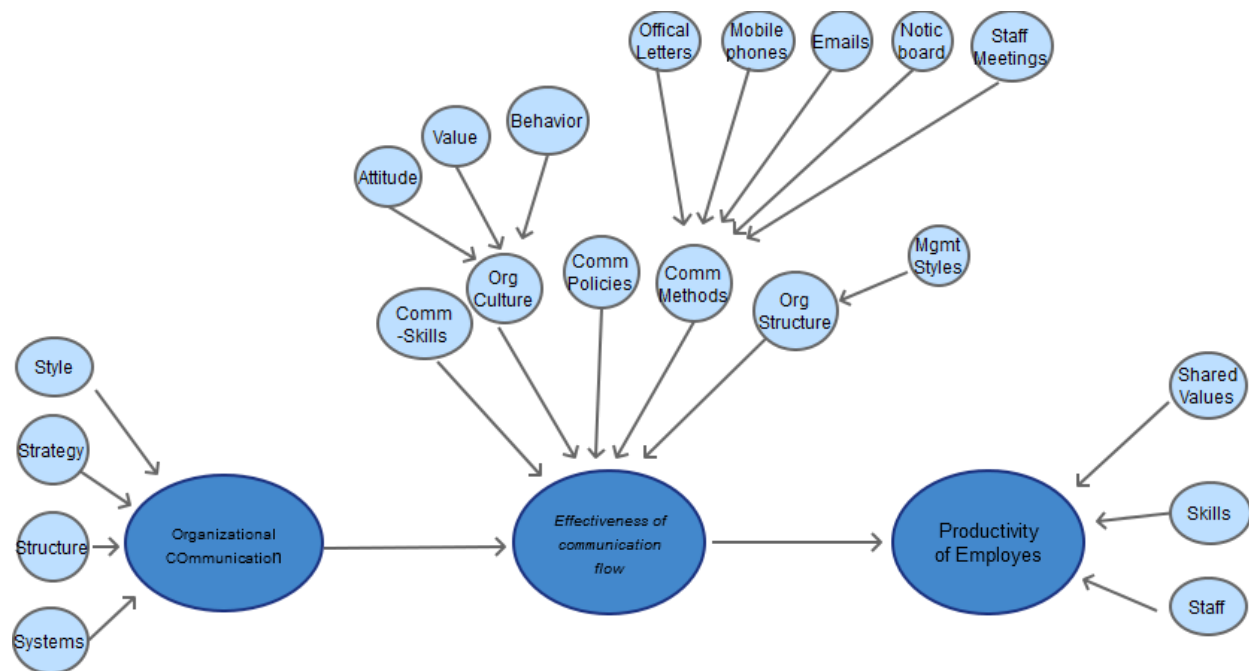 Offical
Letters
Mobile
phones
Emails
Notic
board
Staff
Meetings
Behavior
Value
Attitude
Org
Culture
Comm
Policies
Comm
Methods
Mgmt
Styles
Org
Structure
Comm
-Skills
Style
Strategy
Structure
Systems
Organizational
COmmunication
Effectiveness of
communication
flow
Productivity
of Employes
Shared
Values
Skills
Staff